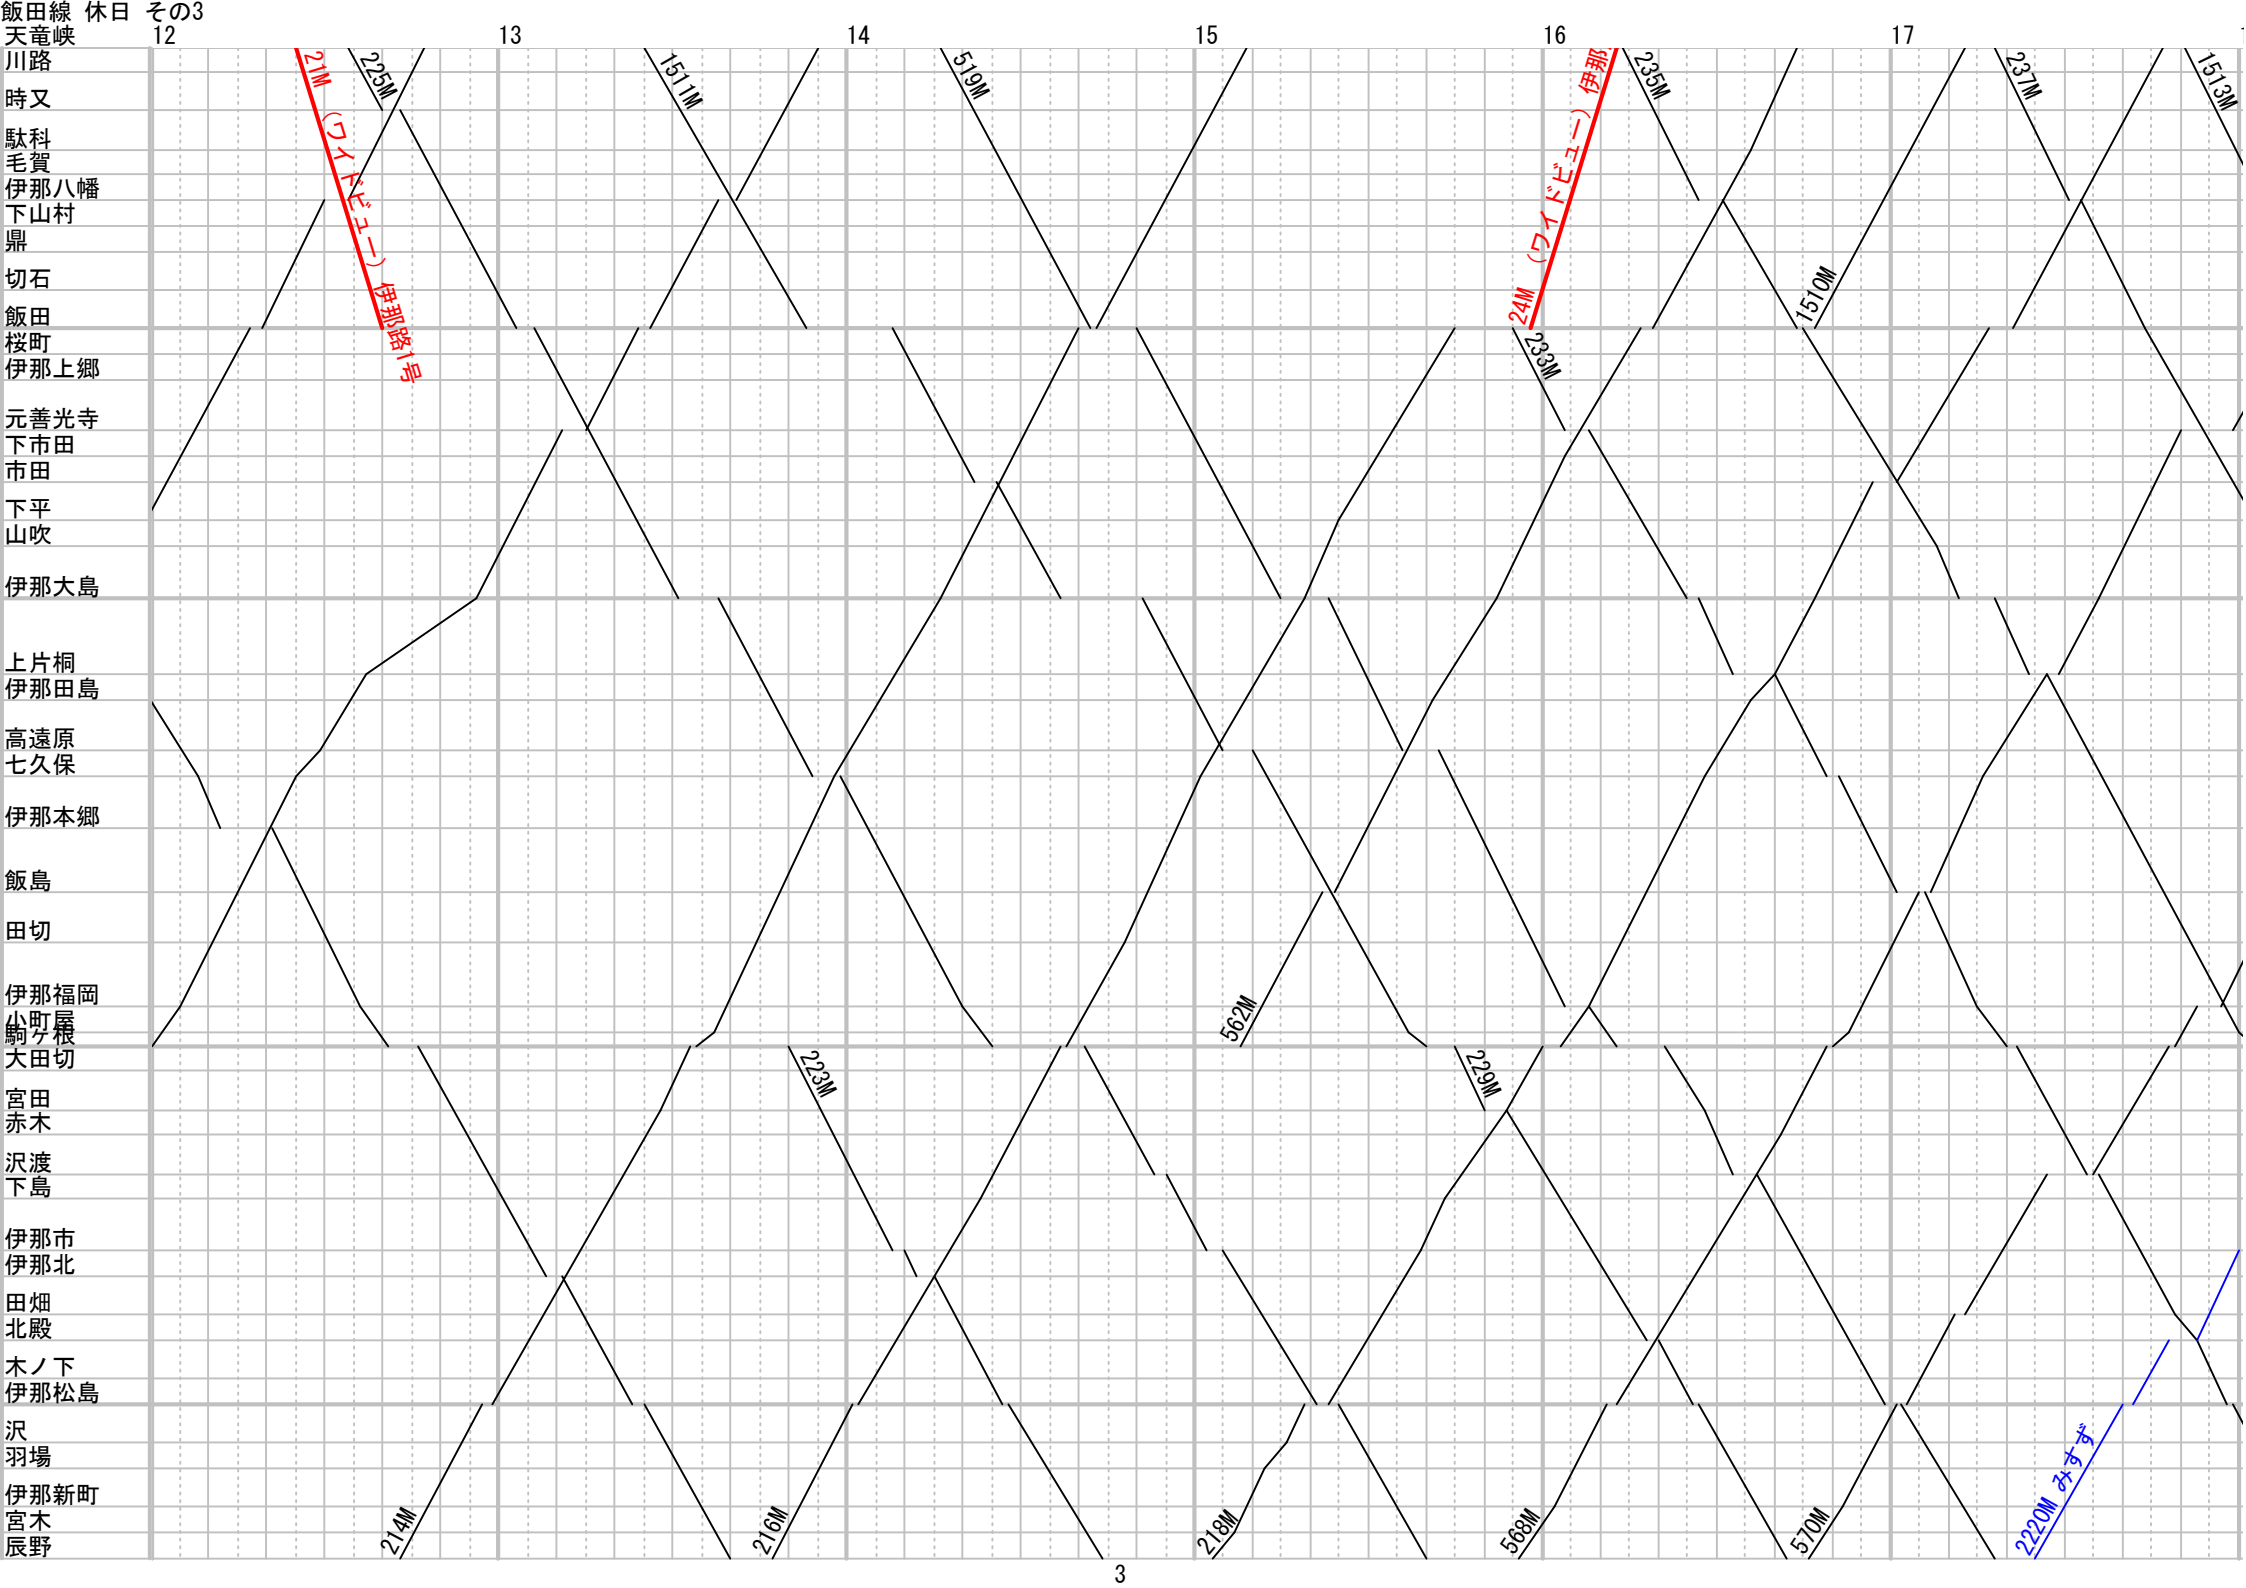 飯田線 休日 その3
12 13 14 15 16 17
天竜峡
川路
時又
駄科
毛賀
伊那八幡
下山村
鼎
切石
飯田
桜町
伊那上郷
元善光寺
下市田
市田
下平
山吹
伊那大島
上片桐
伊那田島
高遠原
七久保
伊那本郷
飯島
田切
伊那福岡
小町屋
駒ヶ根
大田切
宮田
赤木
沢渡
下島
伊那市
伊那北
田畑
北殿
木ノ下
伊那松島
沢
羽場
伊那新町
宮木
辰野
21M (ワイドビュー) 伊那路1号
225M
1511M
519M
24M (ワイドビュー) 伊那
235M
237M
1513M
1510M
233M
562M
223M
229M
214M
216M
218M
568M
570M
2220M みすず
3